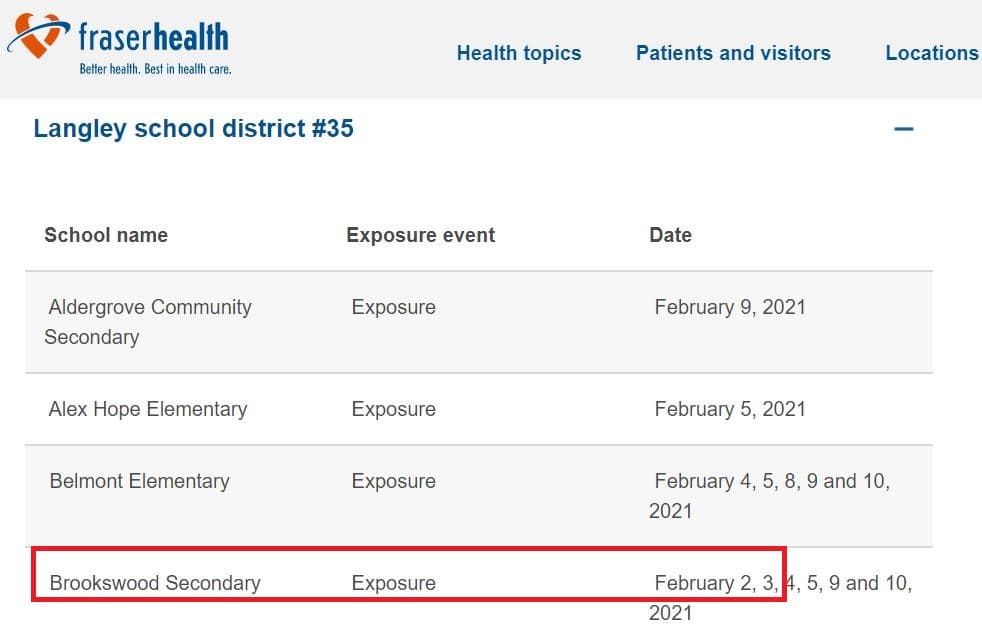 fraserhealth
Better health. Best in health care.
Health topics Patients and visitors Locations
Langley school district #35
School name Exposure event Date
Aldergrove Community Exposure February 9, 2021
Secondary
Alex Hope Elementary Exposure February 5, 2021
Belmont Elementary Exposure February 4, 5, 8, 9 and 10,
2021
Brookswood Secondary Exposure February 2, 3, 4, 5, 9 and 10,
2021